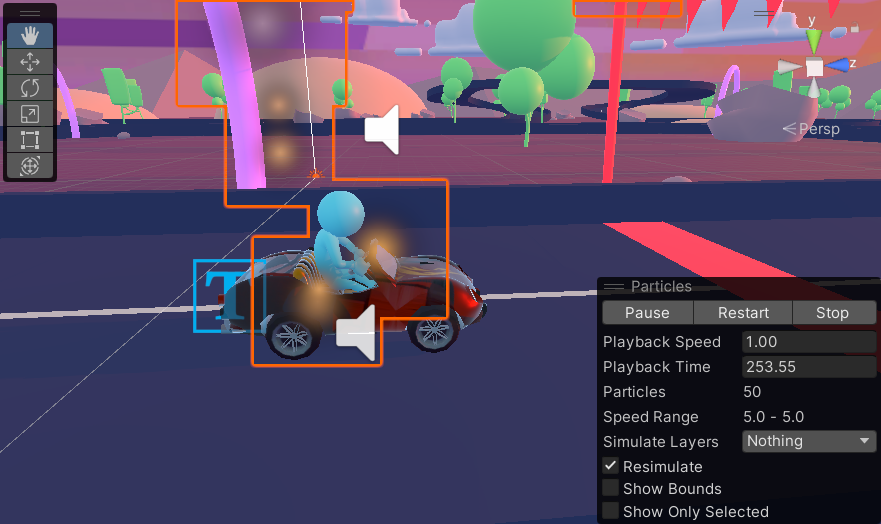 y
z
Persp
T
Particles
Pause Restart Stop
Playback Speed 1.00
Playback Time 253.55
Particles 50
Speed Range 5.0 - 5.0
Simulate Layers Nothing
Resimulate
Show Bounds
Show Only Selected